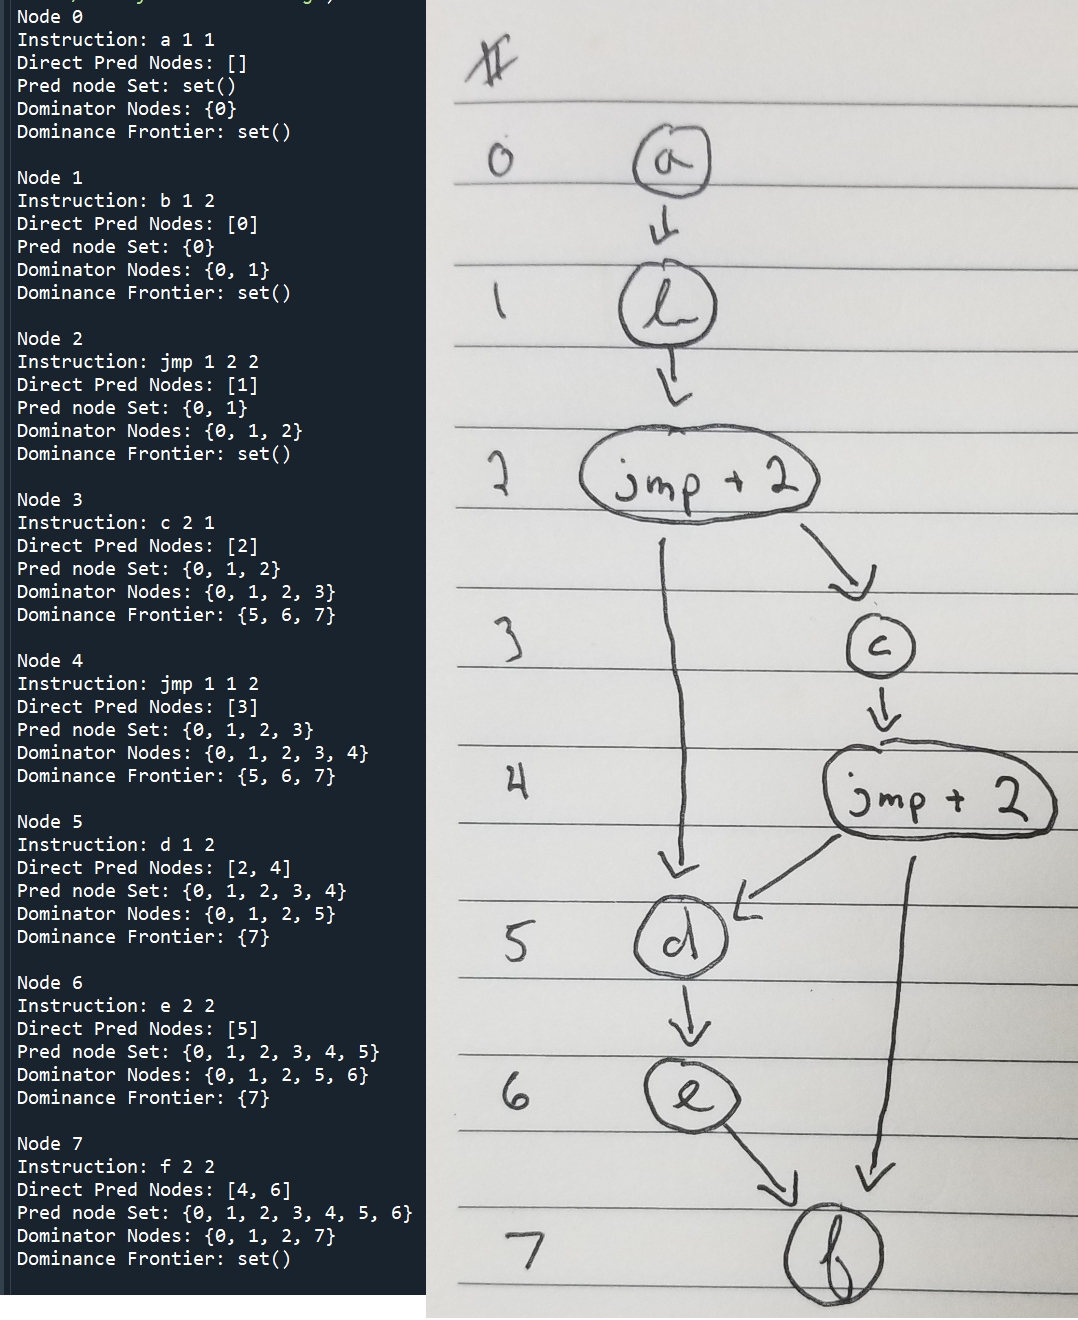 Node 0
Instruction: a 1 1
Direct Pred Nodes: []
Pred node Set: set()
Dominator Nodes: {0}
Dominance Frontier: set()
Node 1
Instruction: b 1 2
Direct Pred Nodes: [0]
Pred node Set: {0}
Dominator Nodes: {0, 1}
Dominance Frontier: set()
Node 2
Instruction: jmp 1 2 2
Direct Pred Nodes: [1]
Pred node Set: {0, 1}
Dominator Nodes: {0, 1, 2}
Dominance Frontier: set()
Node 3
Instruction: c 2 1
Direct Pred Nodes: [2]
Pred node Set: {0, 1, 2}
Dominator Nodes: {0, 1, 2, 3}
Dominance Frontier: {5, 6, 7}
Node 4
Instruction: jmp 1 1 2
Direct Pred Nodes: [3]
Pred node Set: {0, 1, 2, 3}
Dominator Nodes: {0, 1, 2, 3, 4}
Dominance Frontier: {5, 6, 7}
Node 5
Instruction: d 1 2
Direct Pred Nodes: [2, 4]
Pred node Set: {0, 1, 2, 3, 4}
Dominator Nodes: {0, 1, 2, 5}
Dominance Frontier: {7}
Node 6
Instruction: e 2 2
Direct Pred Nodes: [5]
Pred node Set: {0, 1, 2, 3, 4, 5}
Dominator Nodes: {0, 1, 2, 5, 6}
Dominance Frontier: {7}
Node 7
Instruction: f 2 2
Direct Pred Nodes: [4, 6]
Pred node Set: {0, 1, 2, 3, 4, 5, 6}
Dominator Nodes: {0, 1, 2, 7}
Dominance Frontier: set()
#
0 a
1 b
2 jmp + 2
3 c
4 jmp + 2
5 d
6 e
7 f